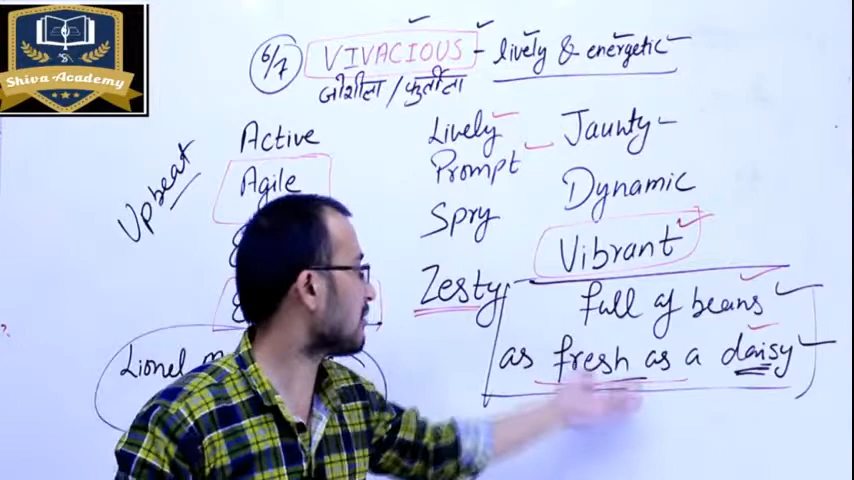 Shiva Academy
6/7 VIVACIOUS - lively & energetic
जोशीला / फुर्तीला
Upbeat
Active
Agile
Lively
Prompt
Spry
Zesty
Jaunty
Dynamic
Vibrant
full of beans
as fresh as a daisy
Lionel